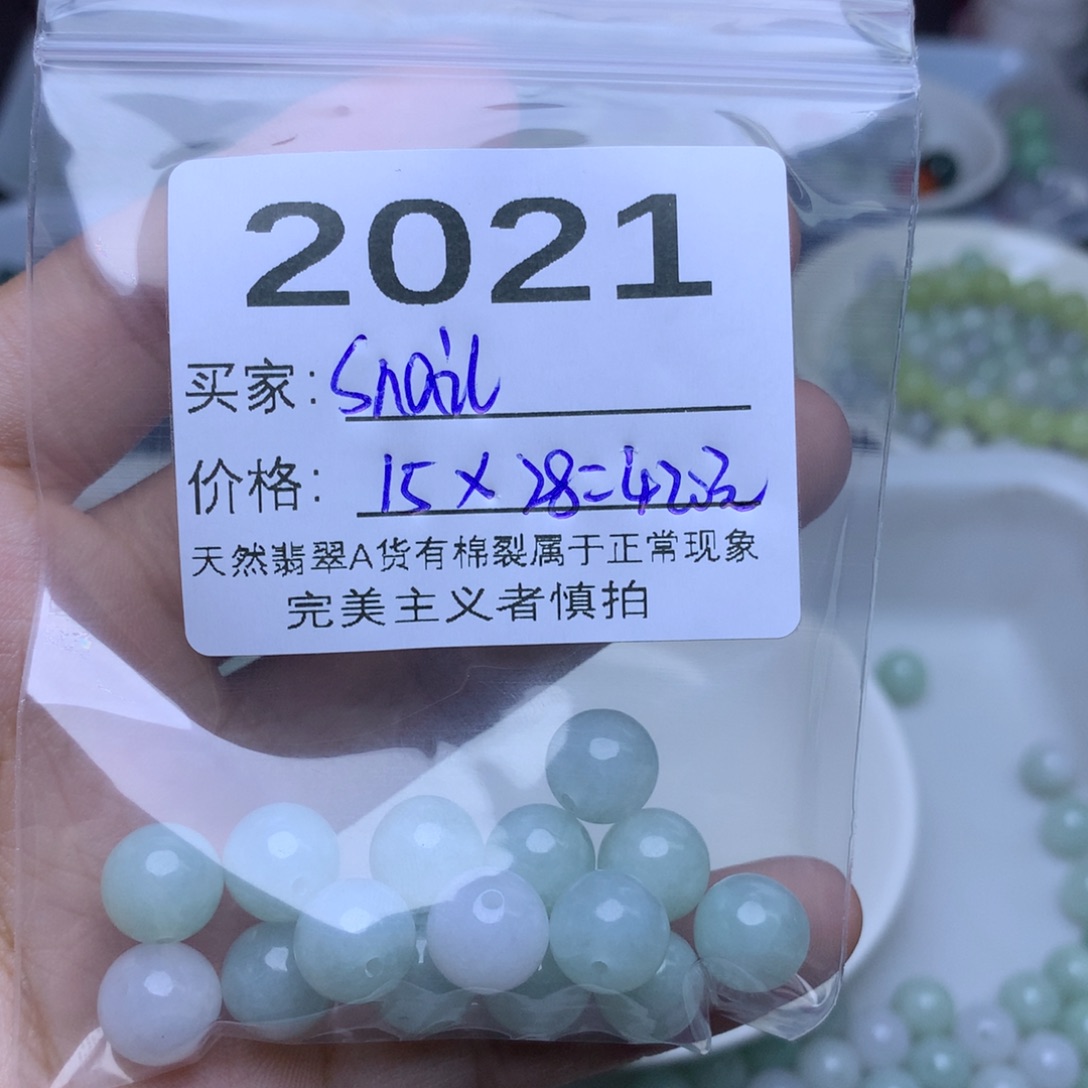 2021
买家: Snail
价格: 15×28=420元
天然翡翠A货有棉裂属于正常现象
完美主义者慎拍